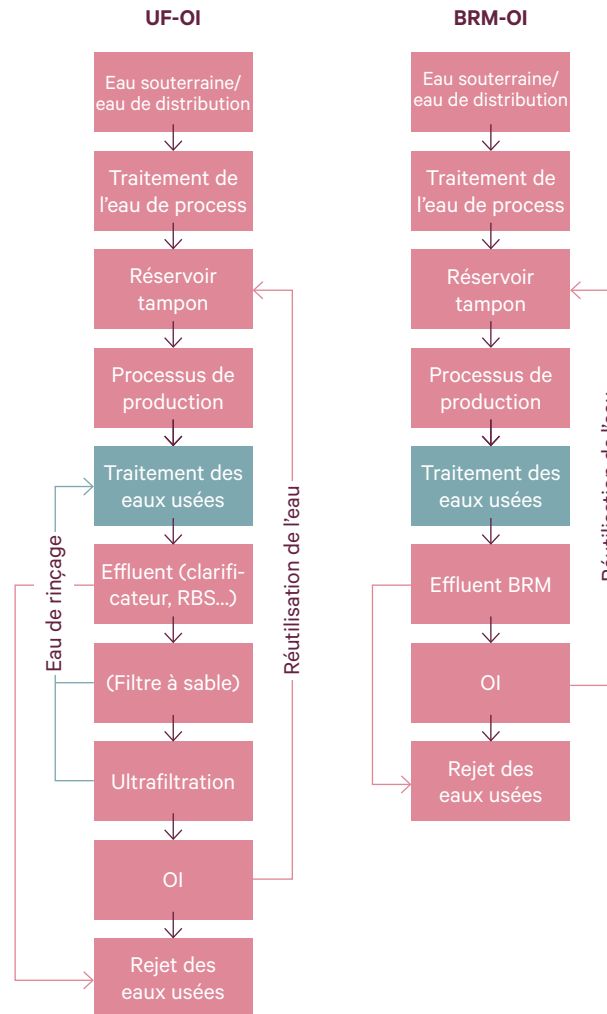 UF-OI
Eau souterraine/
eau de distribution
Traitement de
l'eau de process
Réservoir
tampon
Processus de
production
Traitement des
eaux usées
Effluent (clarifi-
cateur, RBS...)
(Filtre à sable)
Ultrafiltration
OI
Rejet des
eaux usées
Eau de rinçage
Réutilisation de l'eau
BRM-OI
Eau souterraine/
eau de distribution
Traitement de
l'eau de process
Réservoir
tampon
Processus de
production
Traitement des
eaux usées
Effluent BRM
OI
Rejet des
eaux usées
Réutilisation de l'eau